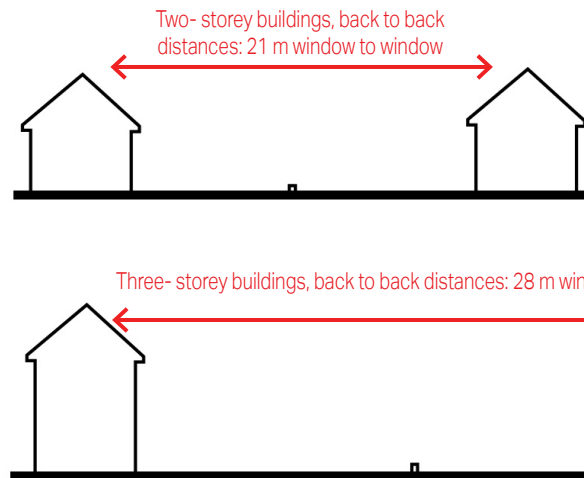 Two- storey buildings, back to back
distances: 21 m window to window
Three- storey buildings, back to back distances: 28 m